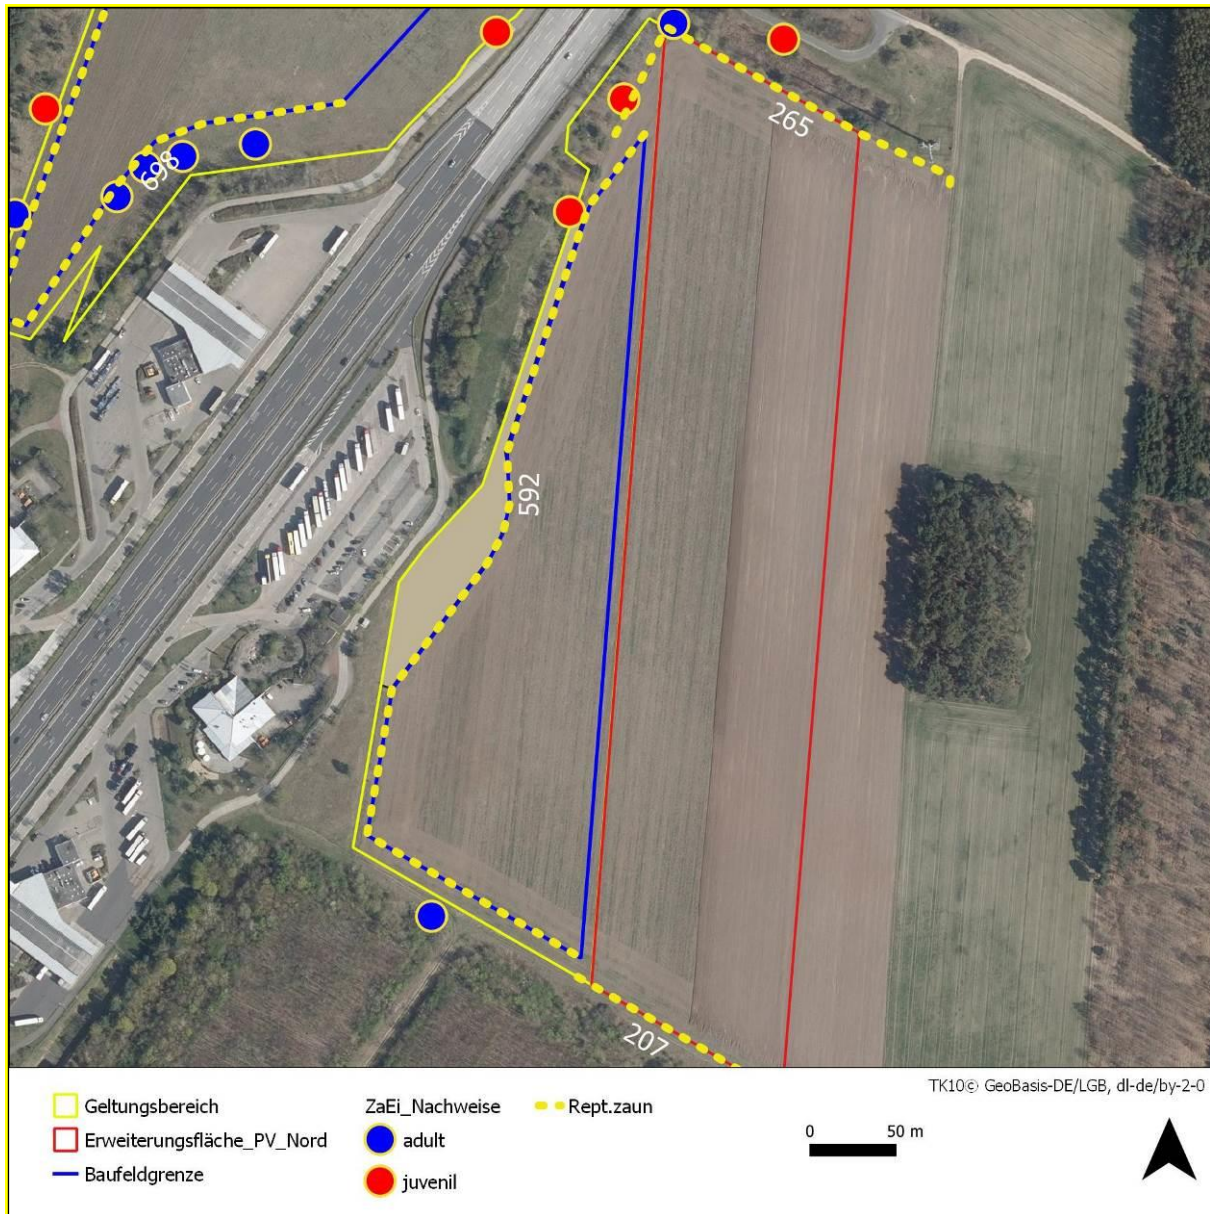 698
265
592
207
TK10© GeoBasis-DE/LGB, dl-de/by-2-0
Geltungsbereich
Erweiterungsfläche_PV_Nord
Baufeldgrenze
ZaEi_Nachweise
adult
juvenil
Rept.zaun
0 50 m